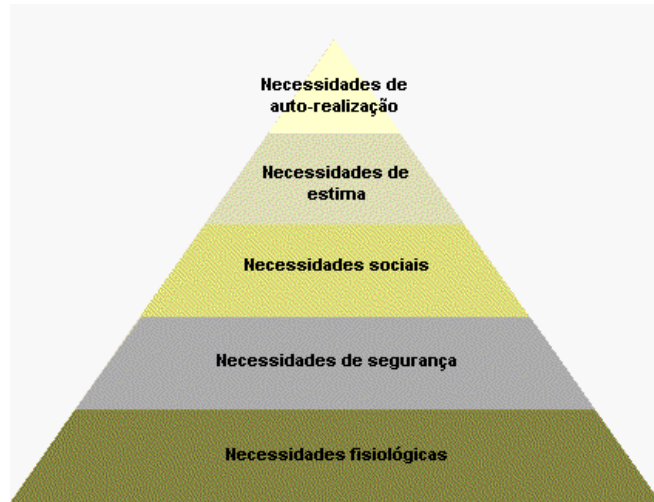 Necessidades de
auto-realização
Necessidades de
estima
Necessidades sociais
Necessidades de segurança
Necessidades fisiológicas